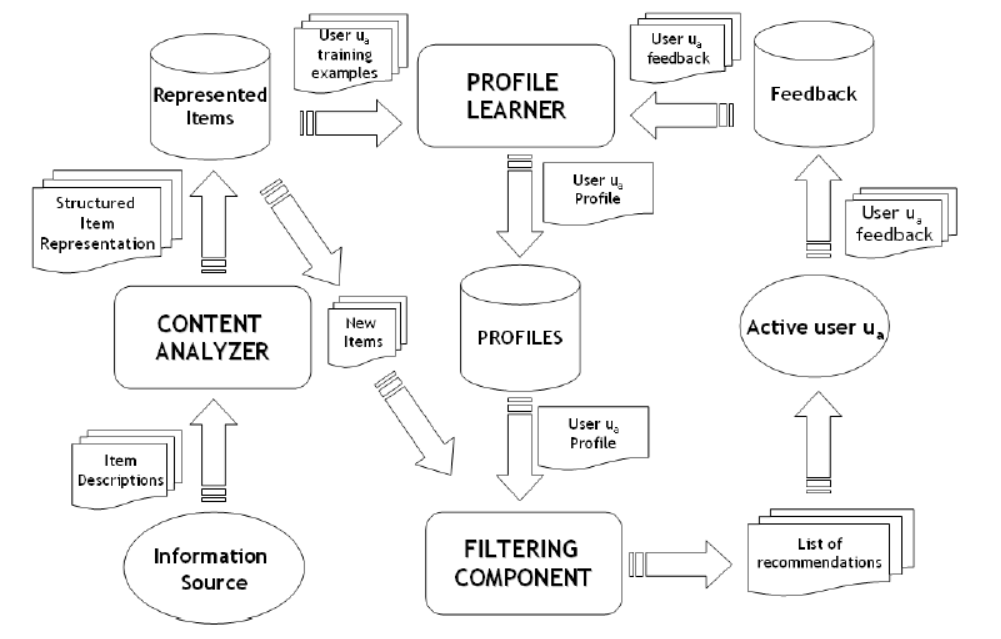 User uₐ
training
examples
User uₐ
feedback
Represented
Items
PROFILE
LEARNER
Feedback
Structured
Item
Representation
User uₐ
Profile
User uₐ
feedback
CONTENT
ANALYZER
New
Items
PROFILES
Active user uₐ
Item
Descriptions
User uₐ
Profile
Information
Source
FILTERING
COMPONENT
List of
recommendations